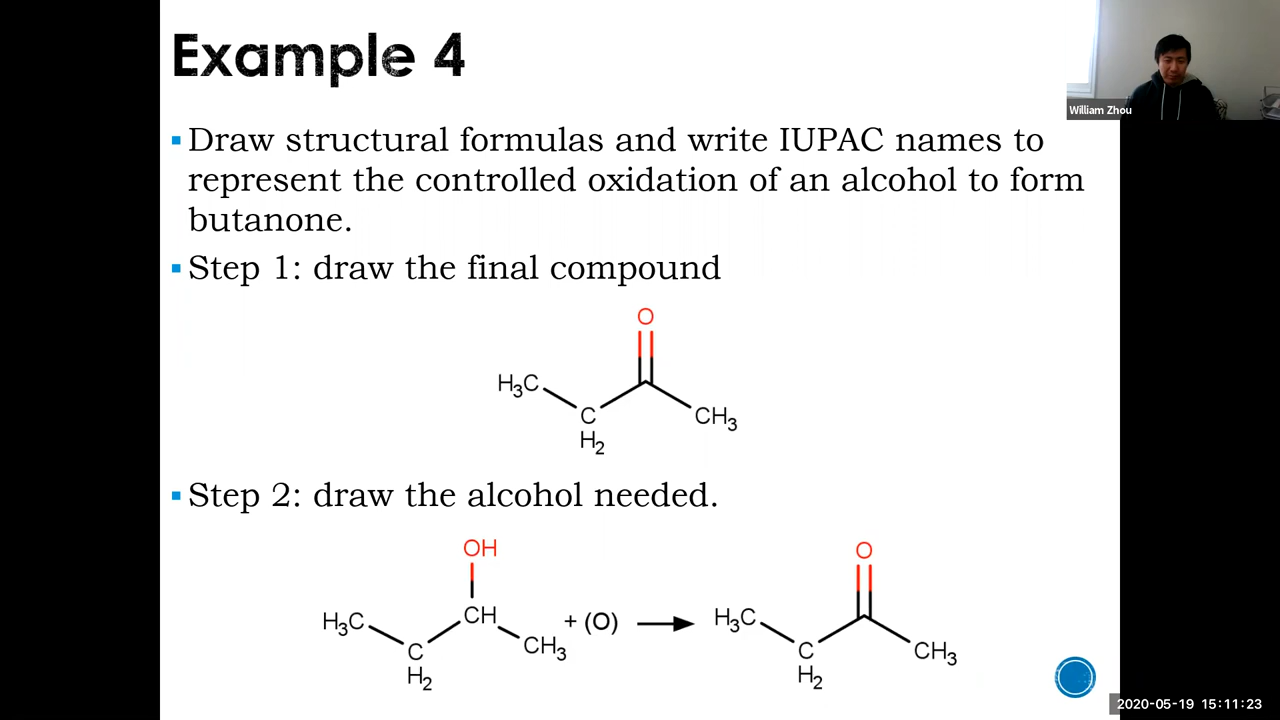 Example 4
William Zhou
▪ Draw structural formulas and write IUPAC names to
represent the controlled oxidation of an alcohol to form
butanone.
▪ Step 1: draw the final compound
O
H3C
C
H2
CH3
▪ Step 2: draw the alcohol needed.
OH
H3C
C
H2
CH
CH3
+ (O)
O
H3C
C
H2
CH3
2020-05-19 15:11:23